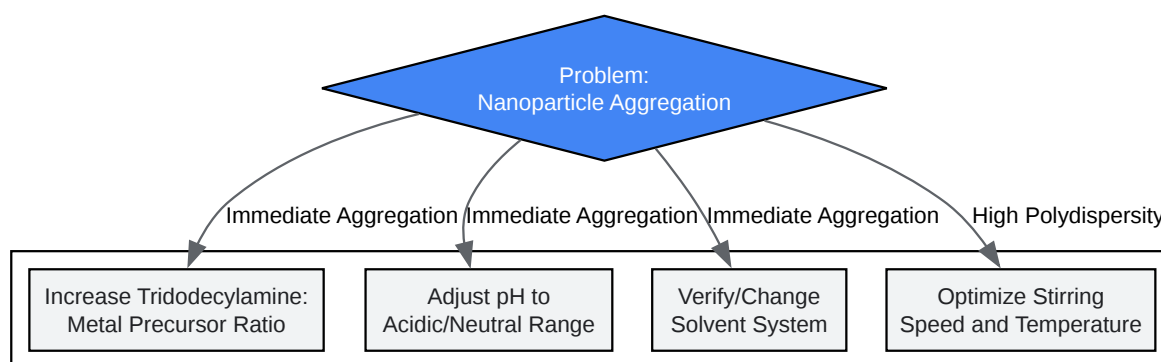 Problem:
Nanoparticle Aggregation
Immediate Aggregation
Immediate Aggregation
Immediate Aggregation
High Polydispersity
Increase Tridodecylamine:
Metal Precursor Ratio
Adjust pH to
Acidic/Neutral Range
Verify/Change
Solvent System
Optimize Stirring
Speed and Temperature